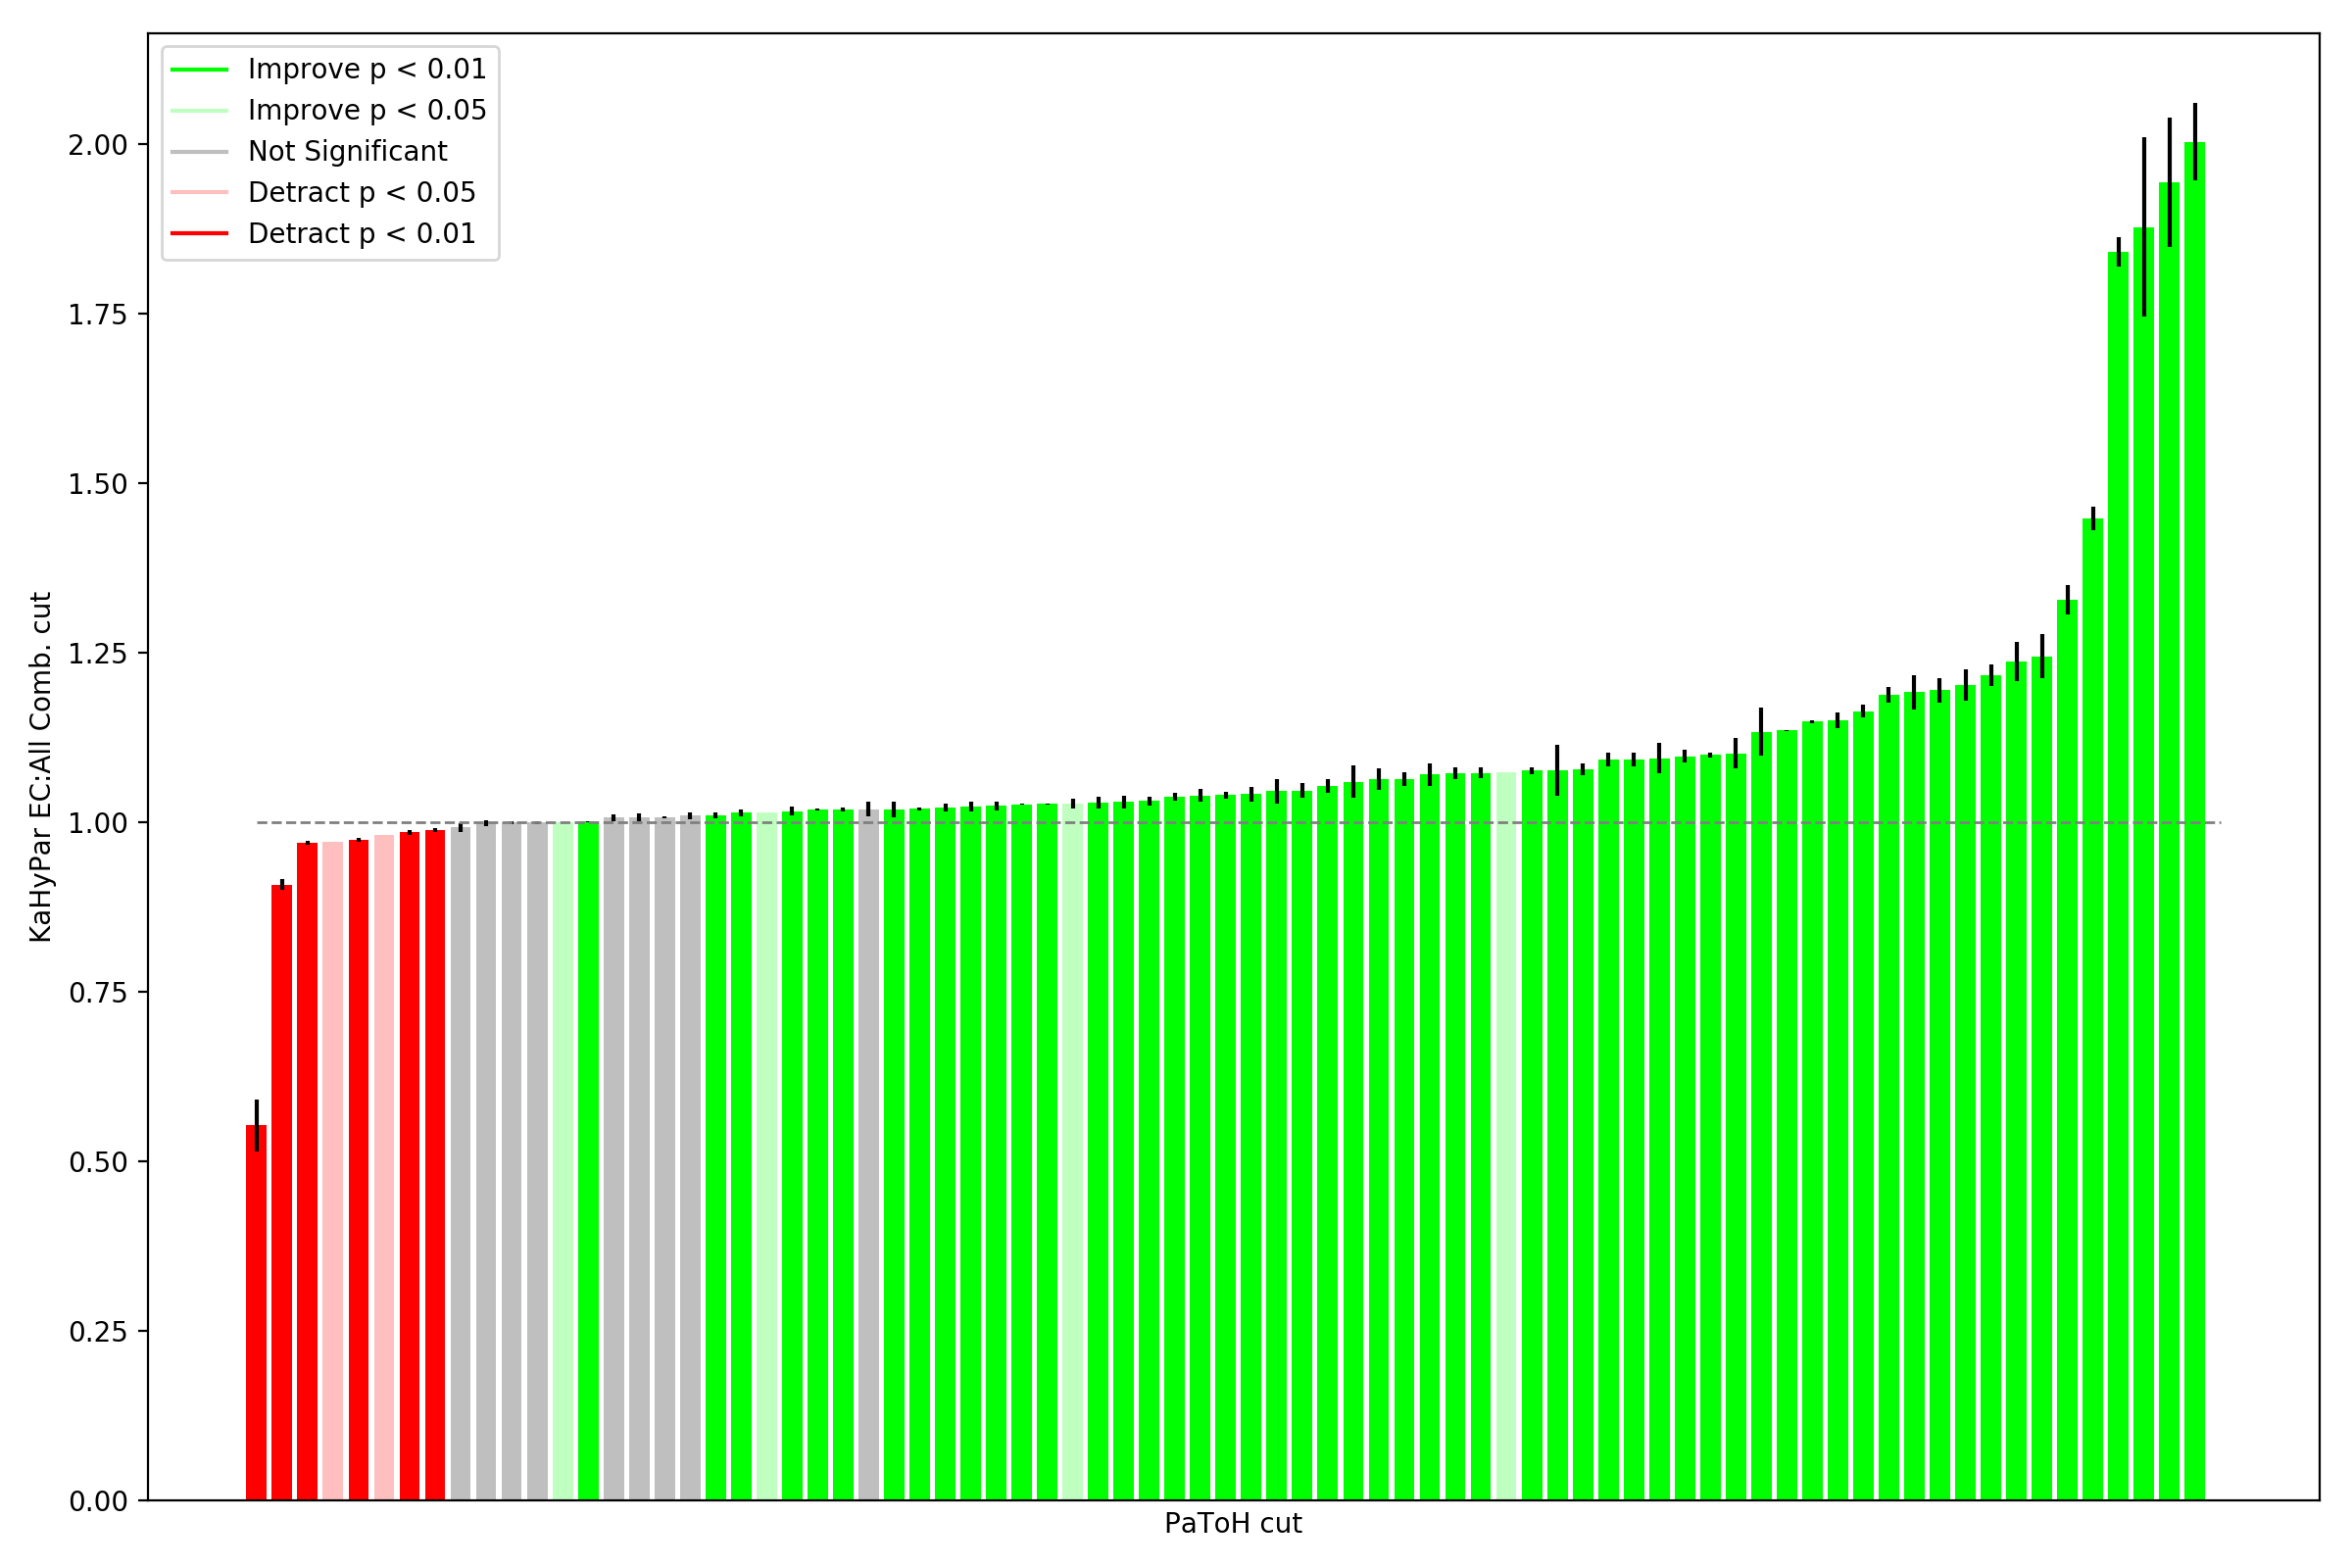 Improve p < 0.01
Improve p < 0.05
Not Significant
Detract p < 0.05
Detract p < 0.01
2.00
1.75
1.50
1.25
1.00
0.75
0.50
0.25
0.00
KaHyPar EC:All Comb. cut
PaToH cut